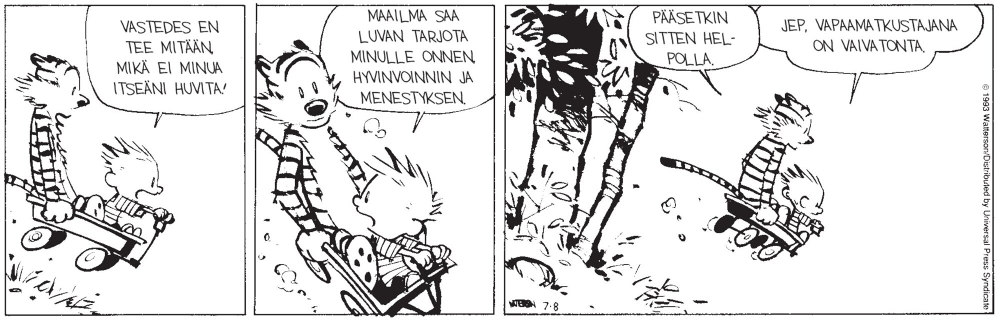 VASTEDES EN
TEE MITÄÄN,
MIKÄ EI MINUA
ITSEÄNI HUVITA!
MAAILMA SAA
LUVAN TARJOTA
MINULLE ONNEN,
HYVINVOINNIN JA
MENESTYKSEN.
PÄÄSETKIN
SITTEN HEL-
POLLA.
JEP, VAPAAMATKUSTAJANA
ON VAIVATONTA.
© 1993 Watterson/Distributed by Universal Press Syndicate
WATTERSON 7·8